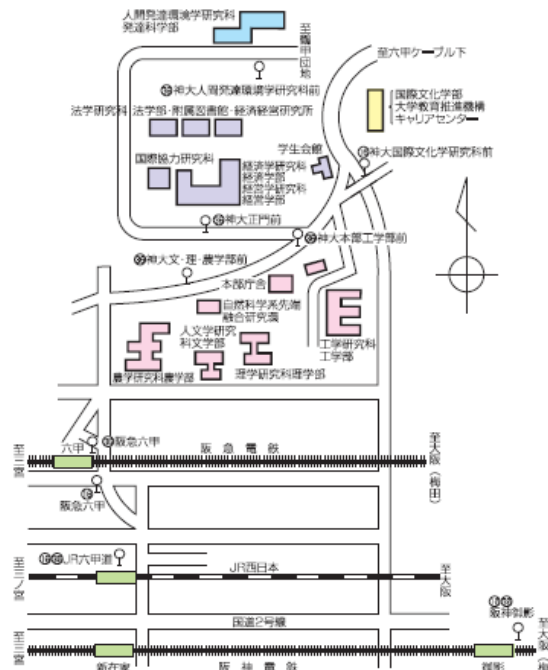 人間発達環境学研究科
発達科学部
至鶴甲団地
至六甲ケーブル下
神大人間発達環境学研究科前
国際文化学部
大学教育推進機構
キャリアセンター
法学研究科 法学部・附属図書館・経済経営研究所
学生会館
神大国際文化学研究科前
国際協力研究科
経済学研究科
経済学部
経営学研究科
経営学部
神大正門前
神大本部工学部前
神大文・理・農学部前
本部庁舎
自然科学系先端
融合研究環
人文学研究
科文学部
工学研究科
工学部
農学研究科農学部
理学研究科理学部
六甲
阪急六甲
阪急電鉄
至三宮
至大阪(梅田)
阪急六甲
JR六甲道
JR西日本
至三ノ宮
至大阪
国道2号線
阪神御影
至三宮
新在家
阪神電鉄
御影
至大阪